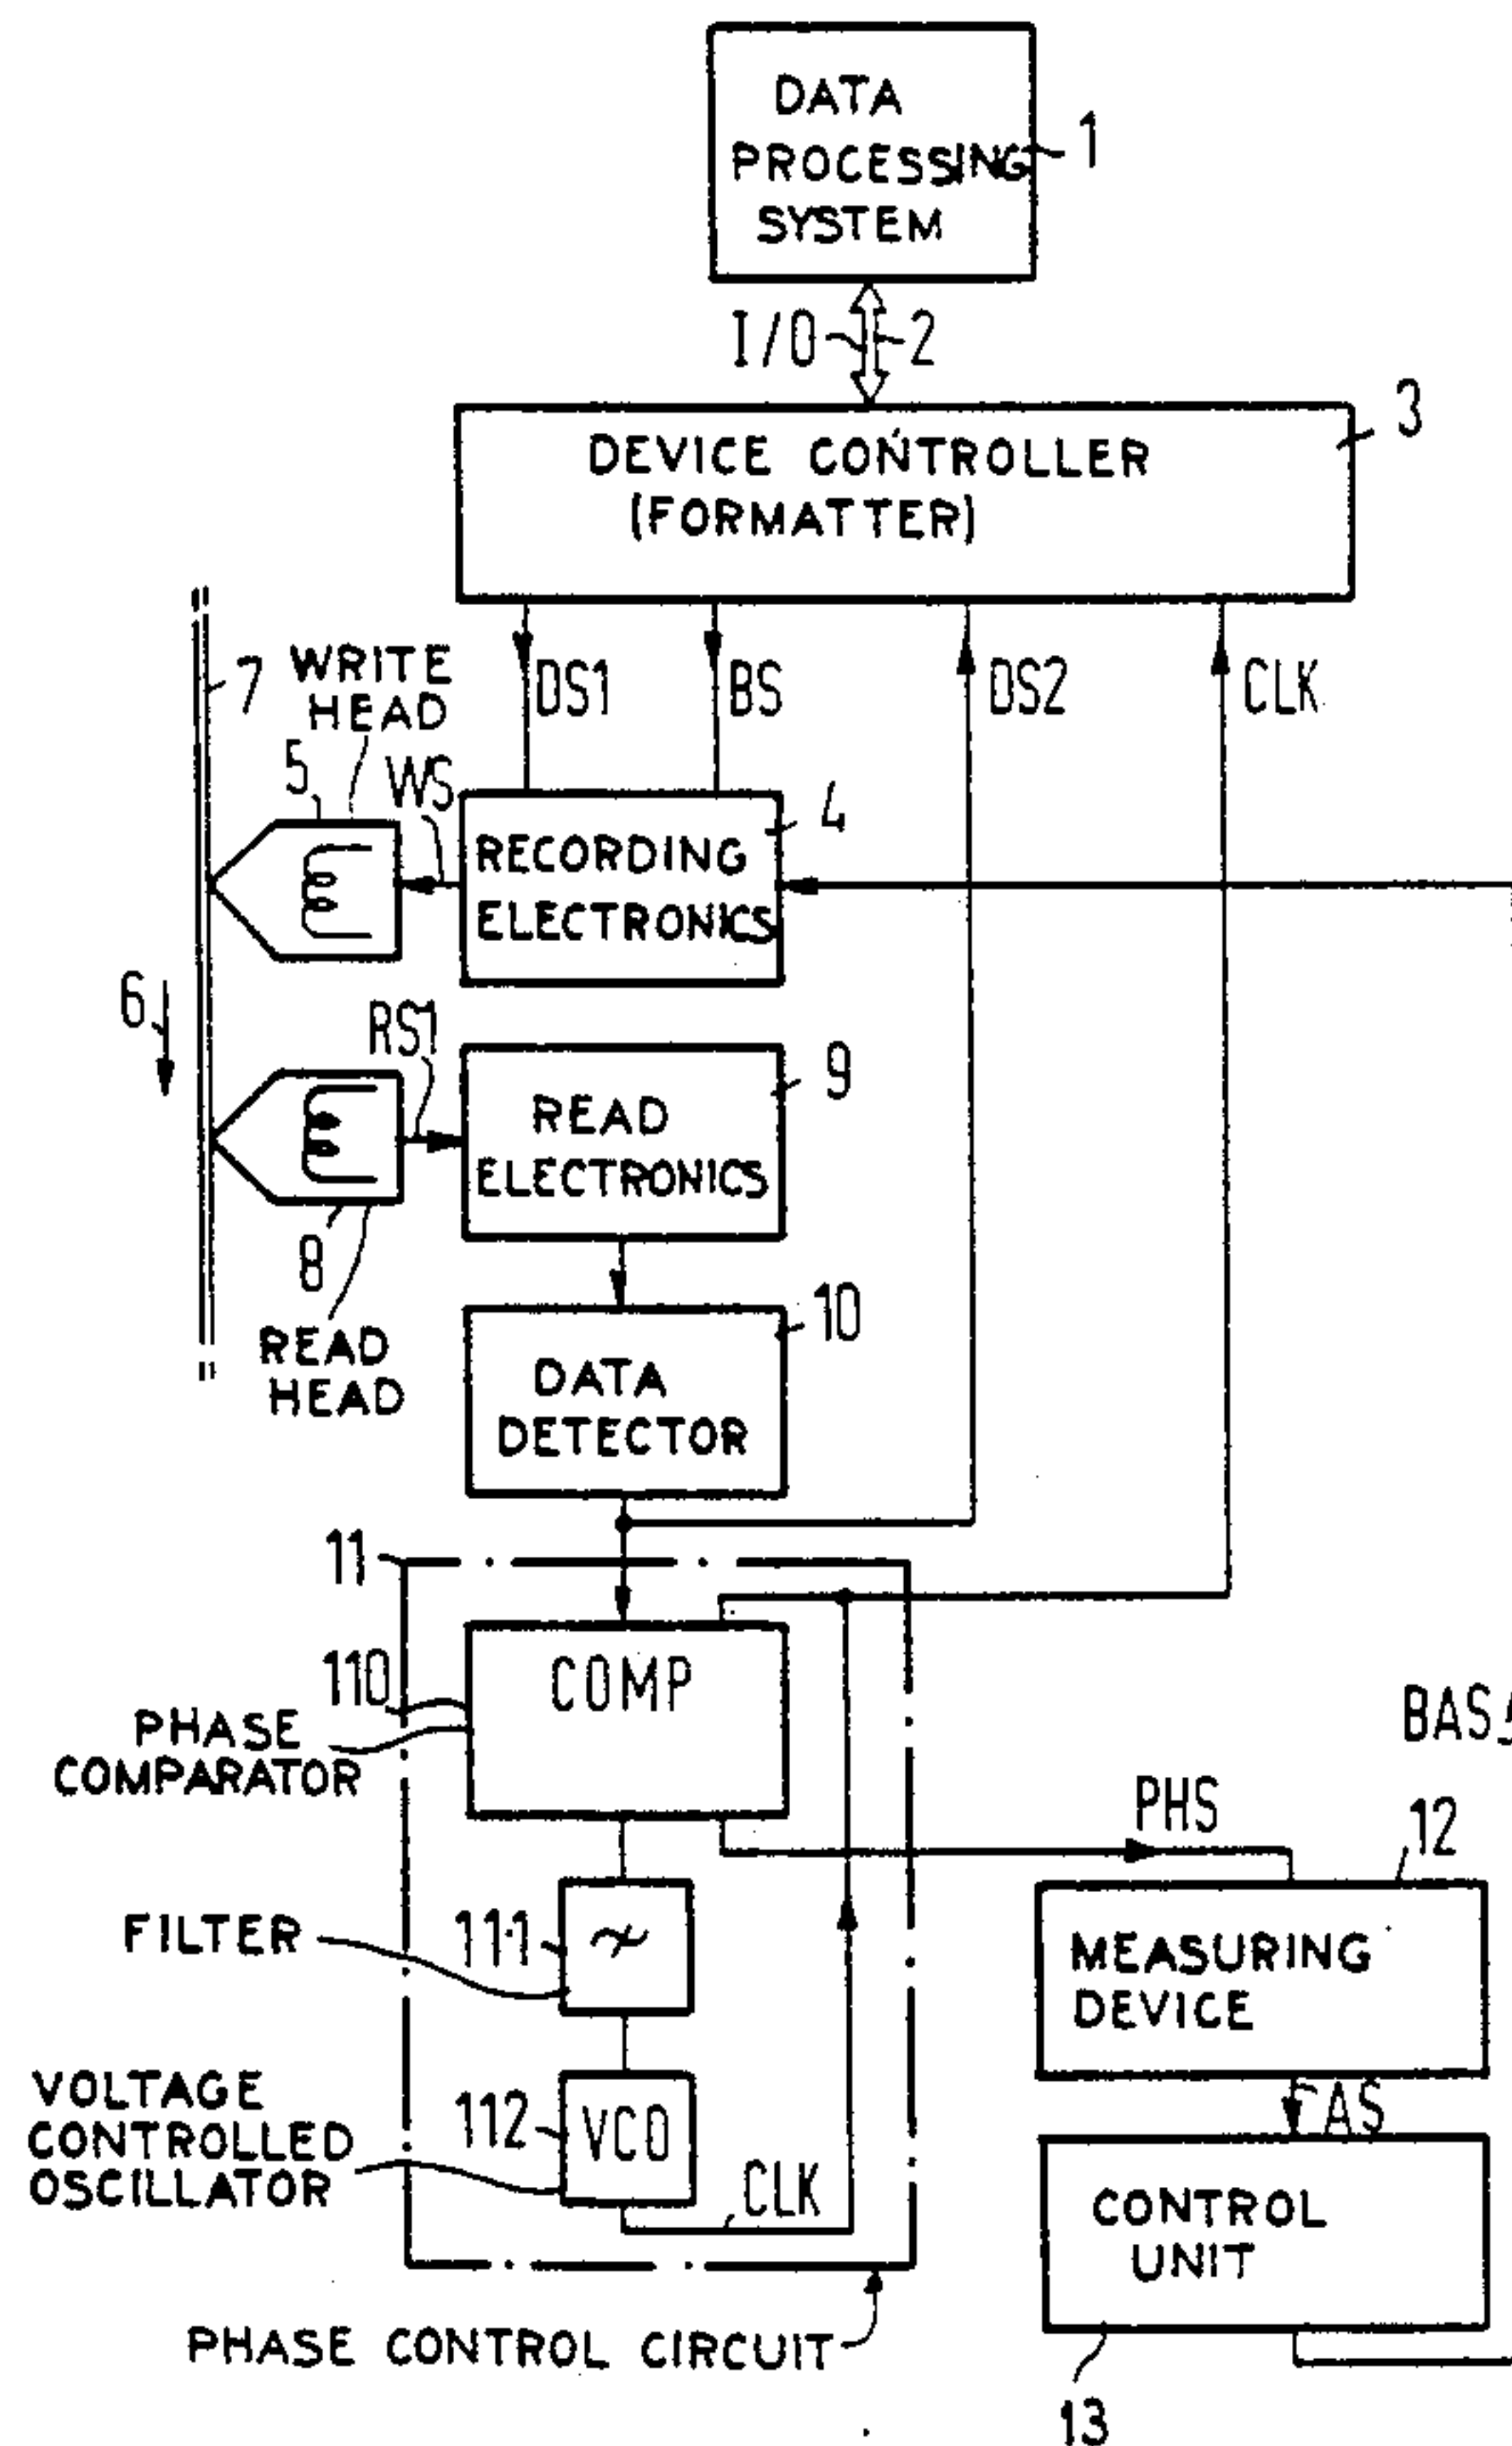 DATA
PROCESSING
SYSTEM
1
I/O
2
3
DEVICE CONTROLLER
(FORMATTER)
7
WRITE
HEAD
DS1
BS
DS2
CLK
5
WS
4
RECORDING
ELECTRONICS
6
RS1
9
READ
ELECTRONICS
8
READ
HEAD
10
DATA
DETECTOR
11
110
COMP
PHASE
COMPARATOR
BAS
PHS
12
FILTER
111
MEASURING
DEVICE
AS
VOLTAGE
CONTROLLED
OSCILLATOR
112
VCO
CLK
CONTROL
UNIT
PHASE CONTROL CIRCUIT
13